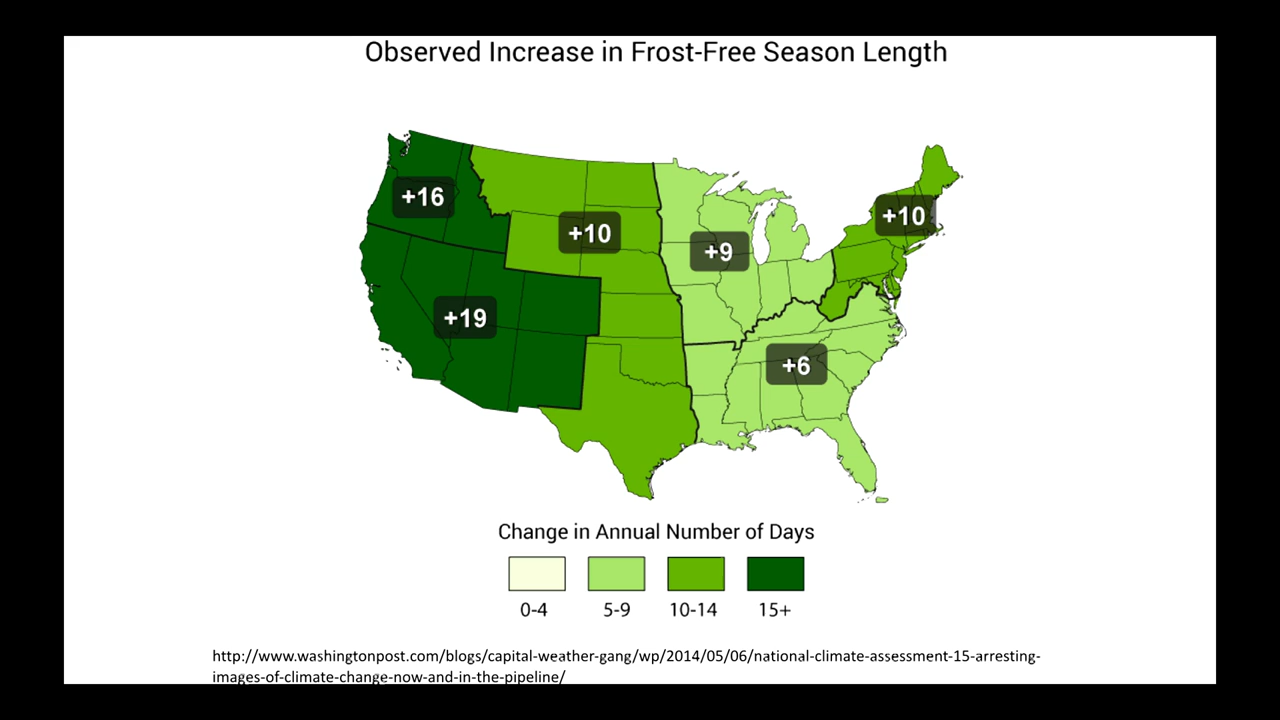 Observed Increase in Frost-Free Season Length
+16
+10
+10
+9
+19
+6
Change in Annual Number of Days
0-4 5-9 10-14 15+
http://www.washingtonpost.com/blogs/capital-weather-gang/wp/2014/05/06/national-climate-assessment-15-arresting-
images-of-climate-change-now-and-in-the-pipeline/